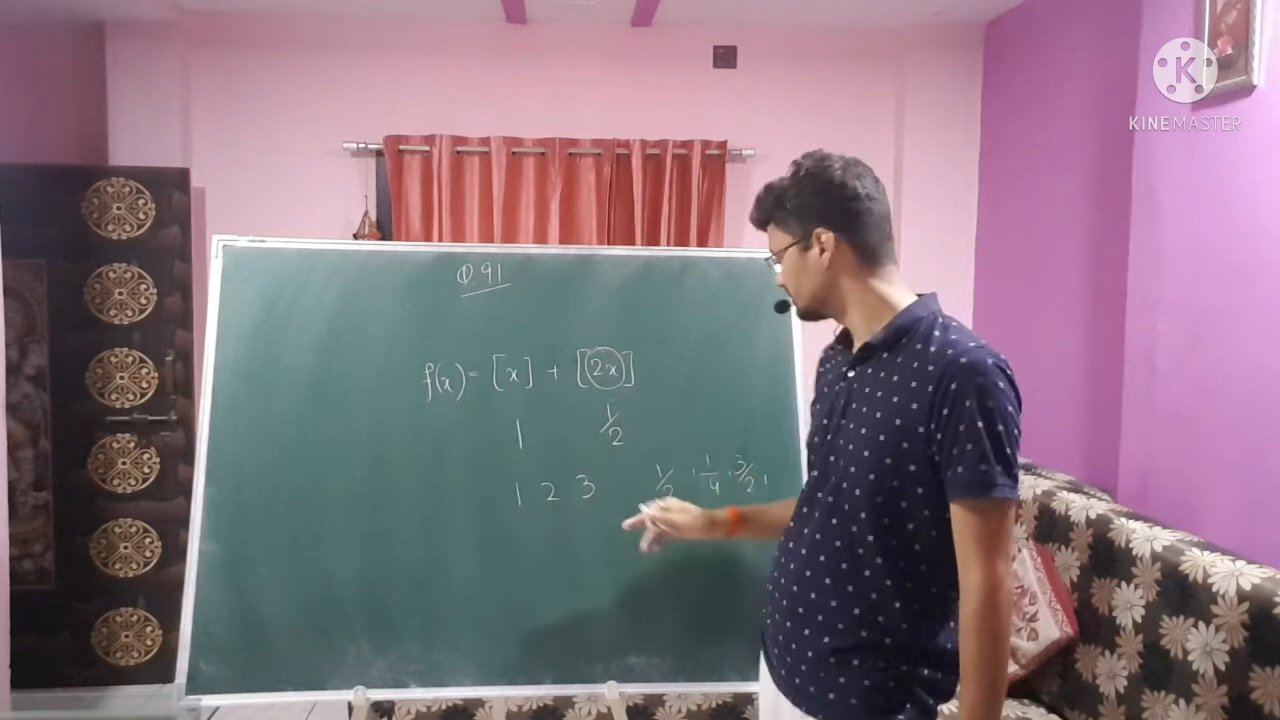 Q.91
f(x) = [x] + [2x]
1 1/2
1 2 3 1/2, 1/4, 3/2,
K
KINEMASTER